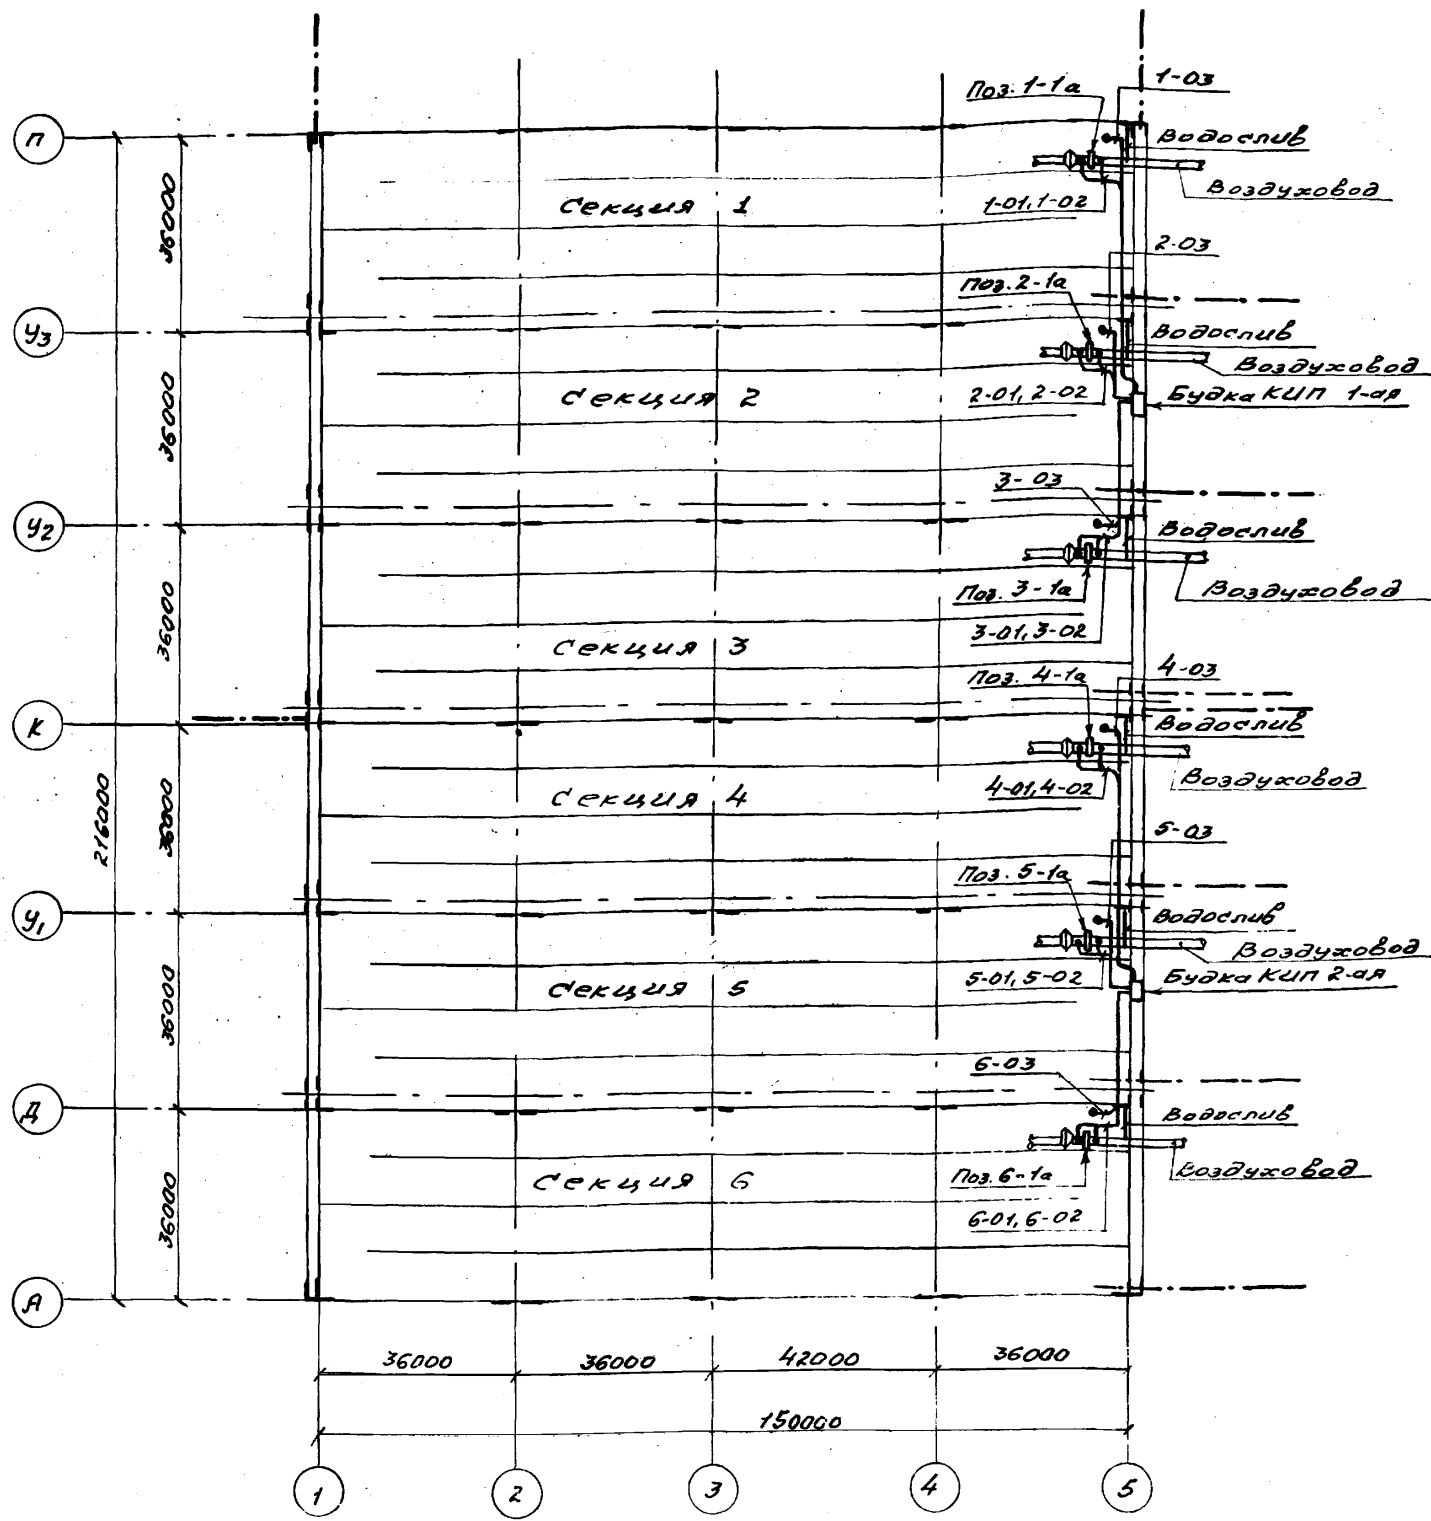 1-03
Поз. 1-1а
П
Водослив
Воздуховод
36000
Секция 1
1-01, 1-02
2-03
Поз. 2-1а
У3
Водослив
Воздуховод
36000
Секция 2
2-01, 2-02
Будка КИП 1-ая
3-03
У2
Водослив
Поз. 3-1а
Воздуховод
36000
3-01, 3-02
Секция 3
4-03
Поз. 4-1а
К
Водослив
4-01, 4-02
Воздуховод
216000
36000
Секция 4
5-03
Поз. 5-1а
У1
Водослив
Воздуховод
36000
Секция 5
5-01, 5-02
Будка КИП 2-ая
6-03
Д
Водослив
Поз. 6-1а
Воздуховод
36000
Секция 6
6-01, 6-02
А
36000 36000 42000 36000
150000
1 2 3 4 5